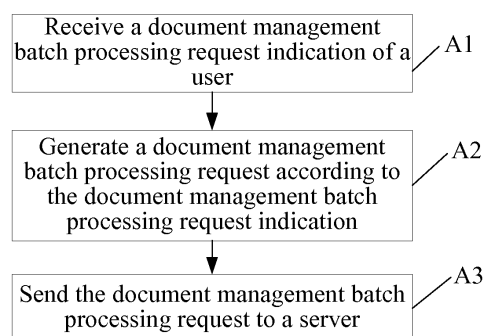 Receive a document management
batch processing request indication of a
user
A1
Generate a document management
batch processing request according to
the document management batch
processing request indication
A2
Send the document management batch
processing request to a server
A3